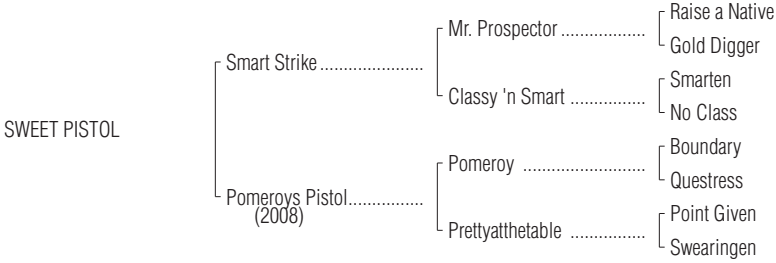 Raise a Native
Mr. Prospector ..................
Gold Digger
Smart Strike ......................
Smarten
Classy 'n Smart ................
No Class
SWEET PISTOL
Boundary
Pomeroy ..........................
Questress
Pomeroys Pistol................
(2008)
Point Given
Prettyatthetable ................
Swearingen